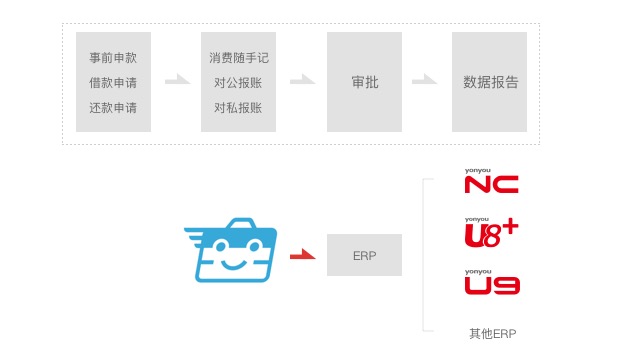 事前申款
借款申请
还款申请
消费随手记
对公报账
对私报账
审批
数据报告
ERP
yonyou
NC
yonyou
U8+
yonyou
U9
其他ERP